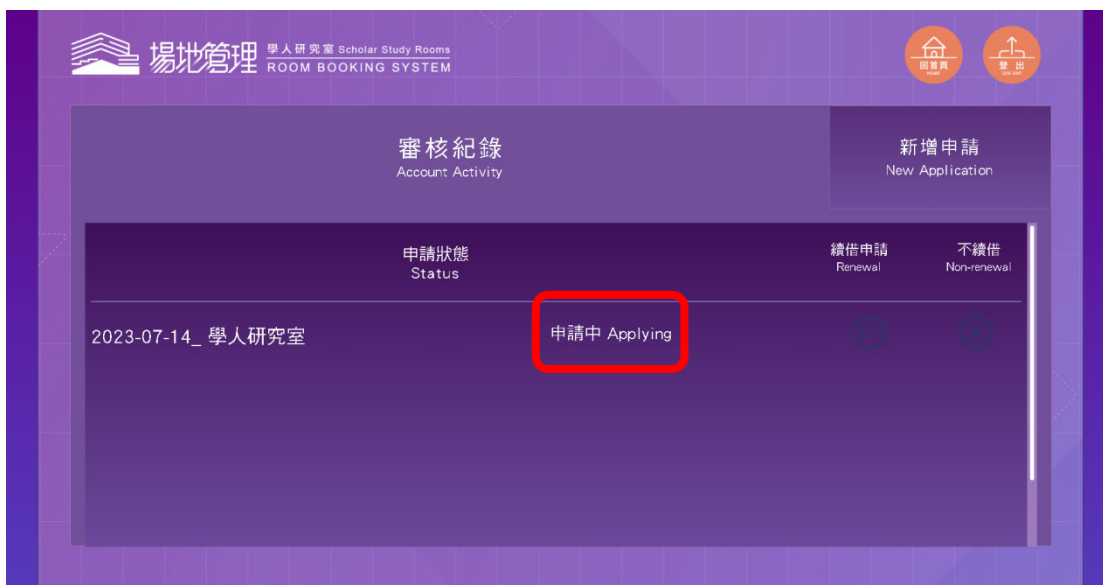 場地管理
學人研究室 Scholar Study Rooms
ROOM BOOKING SYSTEM
回首頁
HOME
登出
LOG OUT
審核紀錄
Account Activity
新增申請
New Application
申請狀態
Status
續借申請
Renewal
不續借
Non-renewal
2023-07-14_ 學人研究室
申請中 Applying